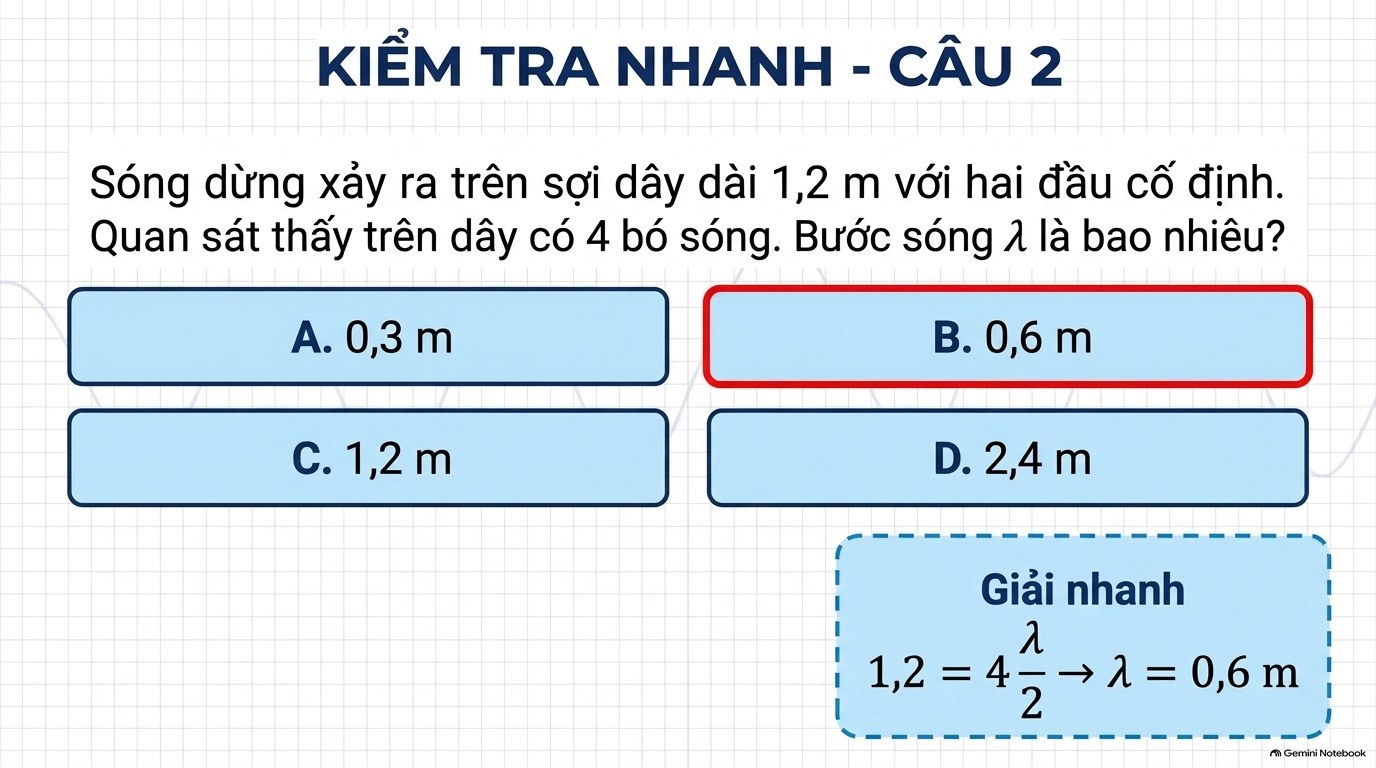 KIỂM TRA NHANH - CÂU 2
Sóng dừng xảy ra trên sợi dây dài 1,2 m với hai đầu cố định.
Quan sát thấy trên dây có 4 bó sóng. Bước sóng λ là bao nhiêu?
A. 0,3 m
B. 0,6 m
C. 1,2 m
D. 2,4 m
Giải nhanh
1,2 = 4 λ/2 → λ = 0,6 m
Gemini Notebook